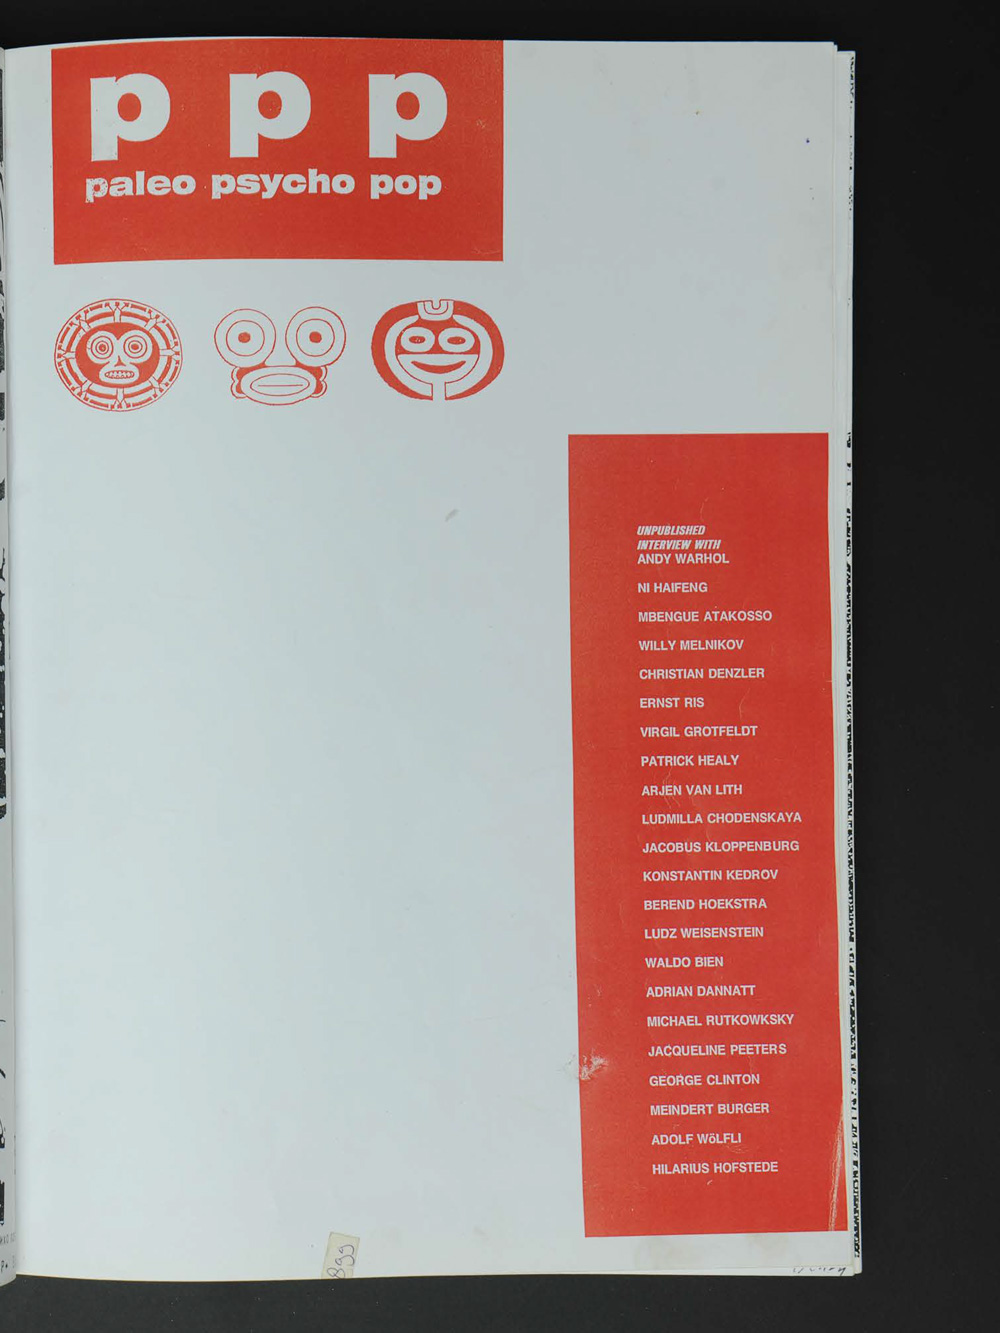 p p p
paleo psycho pop
UNPUBLISHED
INTERVIEW WITH
ANDY WARHOL
NI HAIFENG
MBENGUE ATAKOSSO
WILLY MELNIKOV
CHRISTIAN DENZLER
ERNST RIS
VIRGIL GROTFELDT
PATRICK HEALY
ARJEN VAN LITH
LUDMILLA CHODENSKAYA
JACOBUS KLOPPENBURG
KONSTANTIN KEDROV
BEREND HOEKSTRA
LUDZ WEISENSTEIN
WALDO BIEN
ADRIAN DANNATT
MICHAEL RUTKOWKSKY
JACQUELINE PEETERS
GEORGE CLINTON
MEINDERT BURGER
ADOLF WöLFLI
HILARIUS HOFSTEDE
899